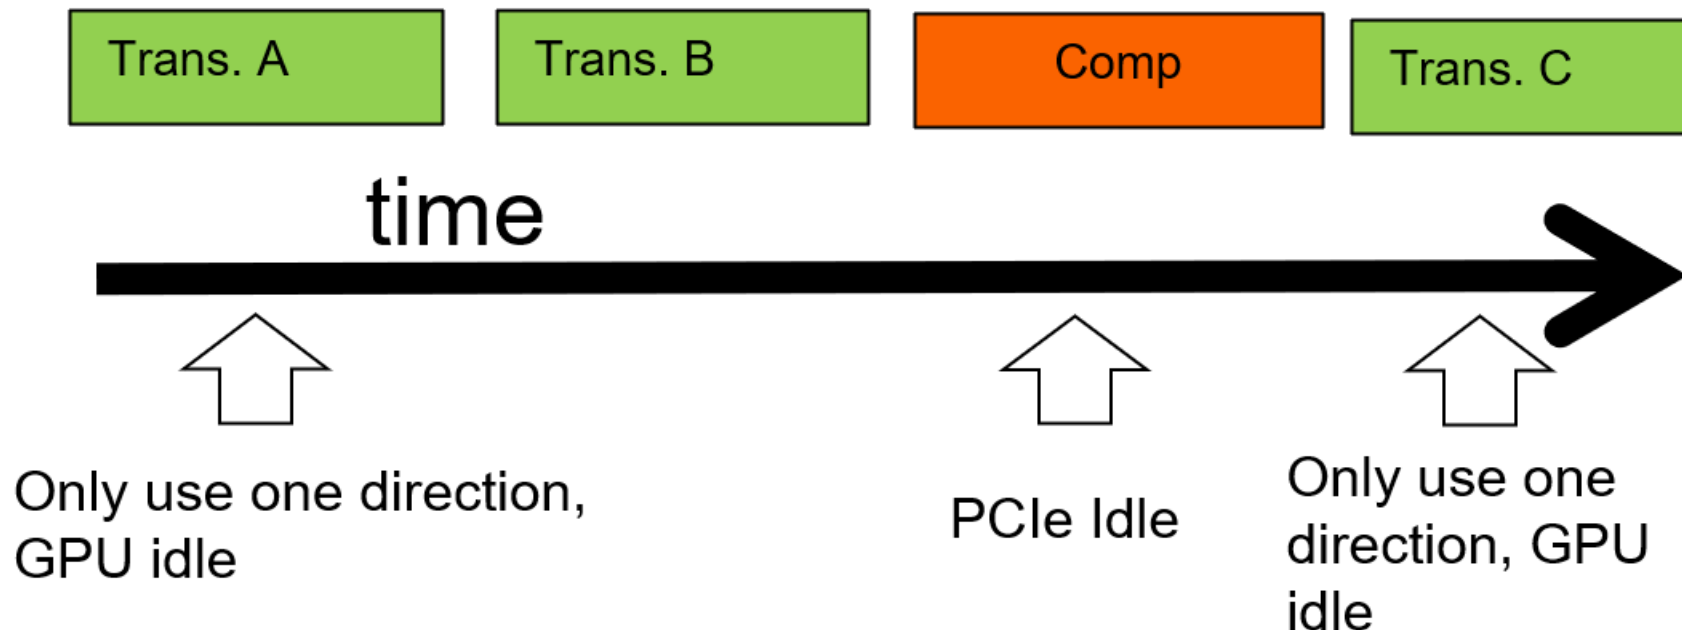 Trans. A
Trans. B
Comp
Trans. C
time
Only use one direction,
GPU idle
PCIe Idle
Only use one
direction, GPU
idle